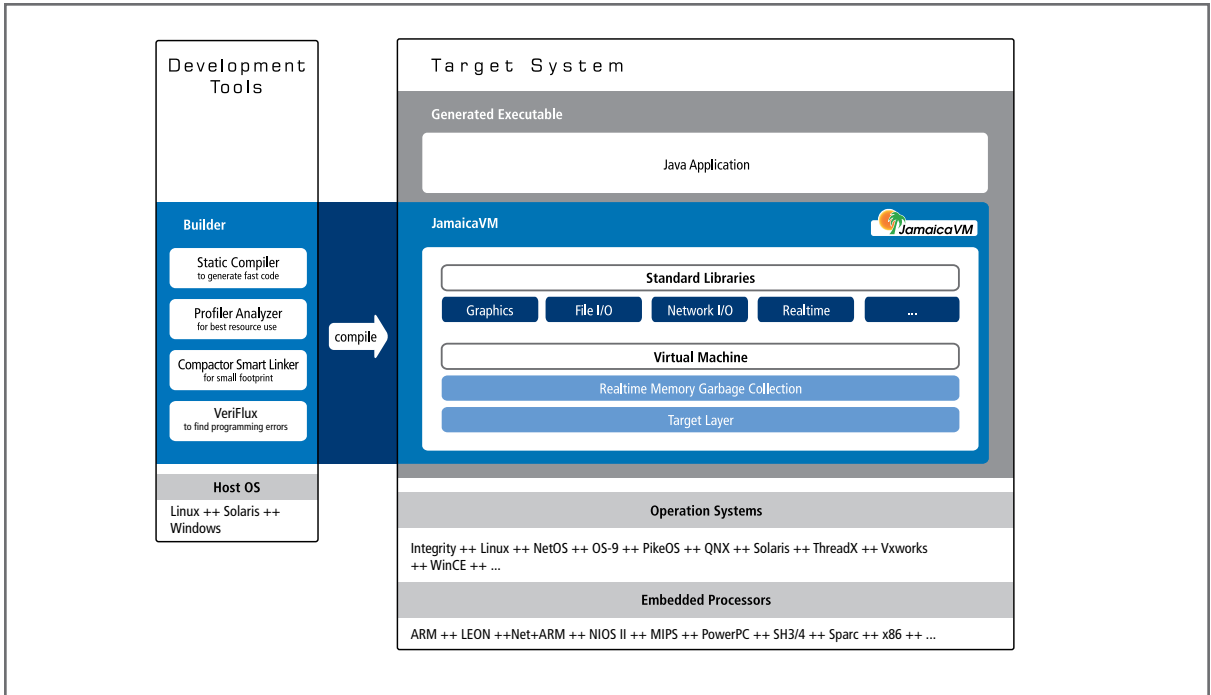 Development
Tools
Builder
Static Compiler
to generate fast code
Profiler Analyzer
for best resource use
Compactor Smart Linker
for small footprint
VeriFlux
to find programming errors
Host OS
Linux ++ Solaris ++
Windows
compile
Target System
Generated Executable
Java Application
JamaicaVM
JamaicaVM
Standard Libraries
Graphics
File I/O
Network I/O
Realtime
...
Virtual Machine
Realtime Memory Garbage Collection
Target Layer
Operation Systems
Integrity ++ Linux ++ NetOS ++ OS-9 ++ PikeOS ++ QNX ++ Solaris ++ ThreadX ++ Vxworks
++ WinCE ++ ...
Embedded Processors
ARM ++ LEON ++Net+ARM ++ NIOS II ++ MIPS ++ PowerPC ++ SH3/4 ++ Sparc ++ x86 ++ ...